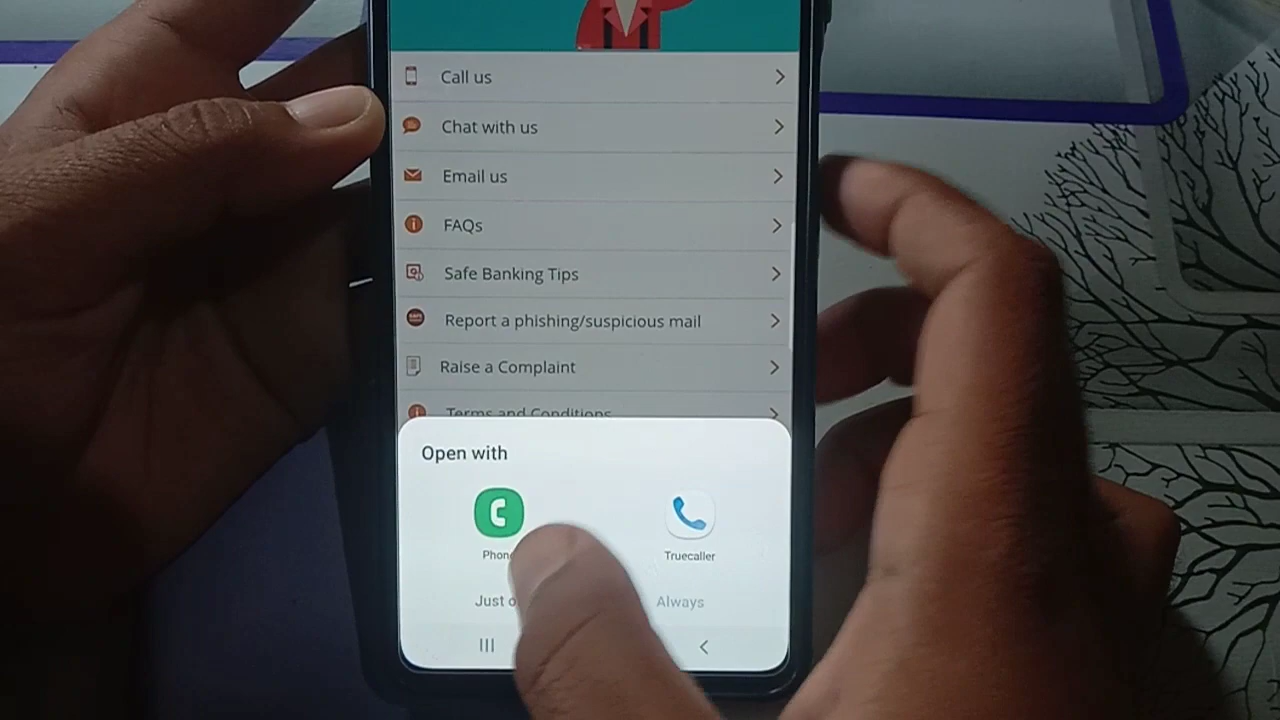 Call us
Chat with us
Email us
FAQs
Safe Banking Tips
Report a phishing/suspicious mail
Raise a Complaint
Terms and Conditions
Open with
Truecaller
Just
Always